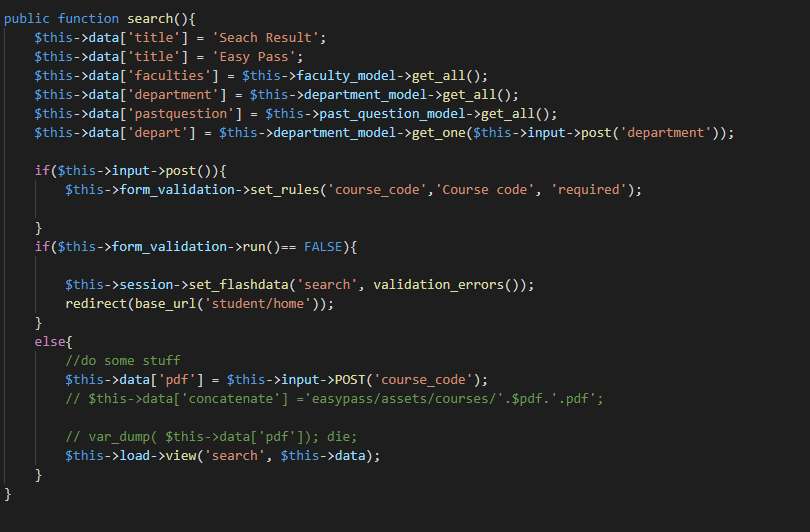 public function search(){
$this->data['title'] = 'Seach Result';
$this->data['title'] = 'Easy Pass';
$this->data['faculties'] = $this->faculty_model->get_all();
$this->data['department'] = $this->department_model->get_all();
$this->data['pastquestion'] = $this->past_question_model->get_all();
$this->data['depart'] = $this->department_model->get_one($this->input->post('department'));
if($this->input->post()){
$this->form_validation->set_rules('course_code','Course code', 'required');
}
if($this->form_validation->run()== FALSE){
$this->session->set_flashdata('search', validation_errors());
redirect(base_url('student/home'));
}
else{
//do some stuff
$this->data['pdf'] = $this->input->POST('course_code');
// $this->data['concatenate'] ='easypass/assets/courses/'.$pdf.'.pdf';
// var_dump( $this->data['pdf']); die;
$this->load->view('search', $this->data);
}
}